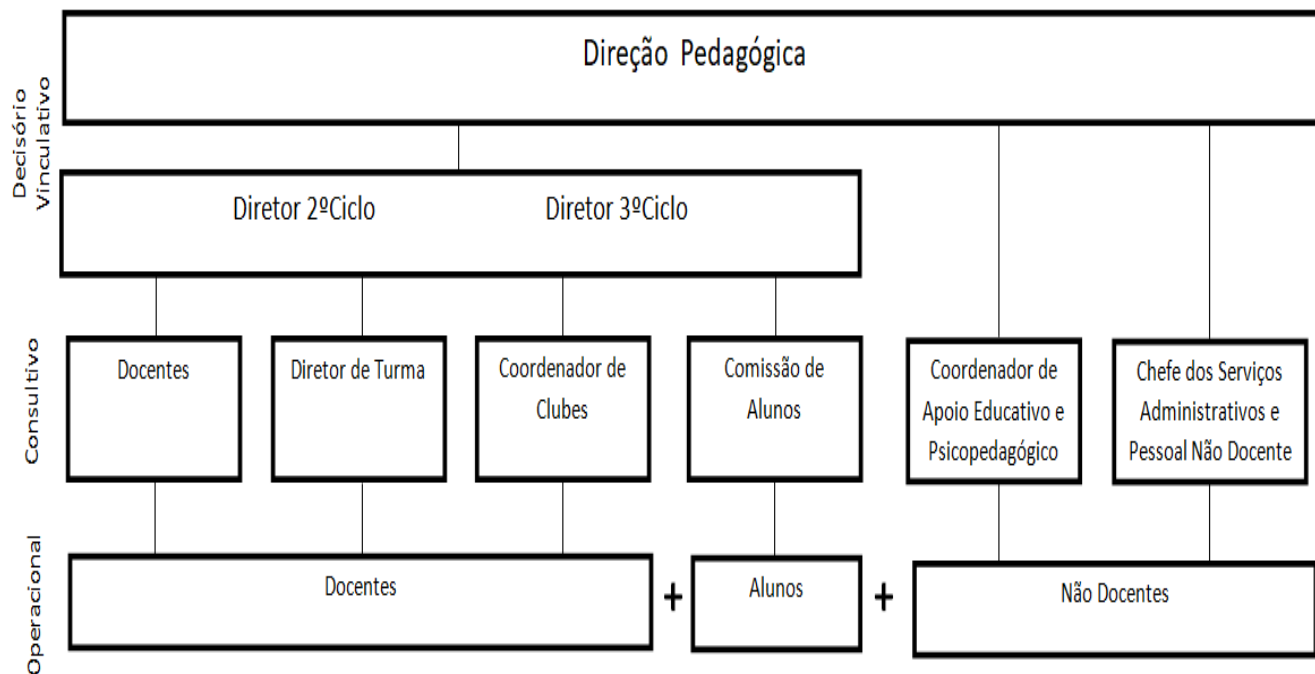 Direção Pedagógica
Decisório
Vinculativo
Diretor 2ºCiclo
Diretor 3ºCiclo
Consultivo
Docentes
Diretor de Turma
Coordenador de
Clubes
Comissão de
Alunos
Coordenador de
Apoio Educativo e
Psicopedagógico
Chefe dos Serviços
Administrativos e
Pessoal Não Docente
Operacional
Docentes
+
Alunos
+
Não Docentes